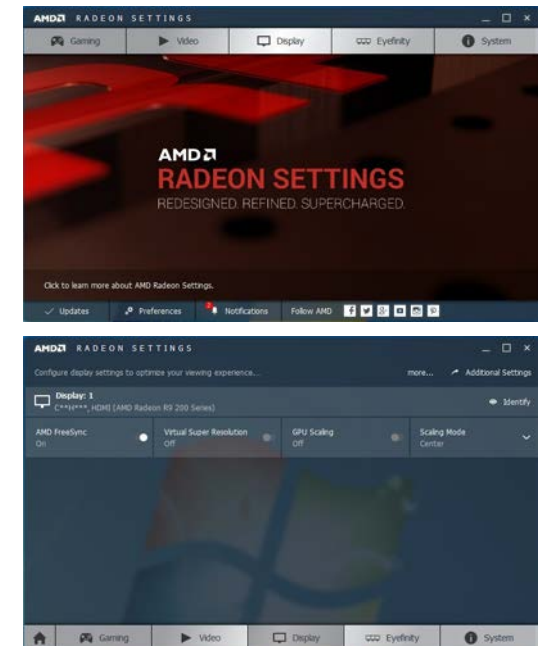 AMD RADEON SETTINGS
Gaming Video Display Eyefinity System
AMD
RADEON SETTINGS
REDESIGNED. REFINED. SUPERCHARGED.
Click to learn more about AMD Radeon Settings.
Updates Preferences 2 Notifications Follow AMD
AMD RADEON SETTINGS
Configure display settings to optimize your viewing experience... more... Additional Settings
Display: 1
C**H***, HDMI (AMD Radeon R9 200 Series) Identify
AMD FreeSync Virtual Super Resolution GPU Scaling Scaling Mode
On Off Off Center
Gaming Video Display Eyefinity System